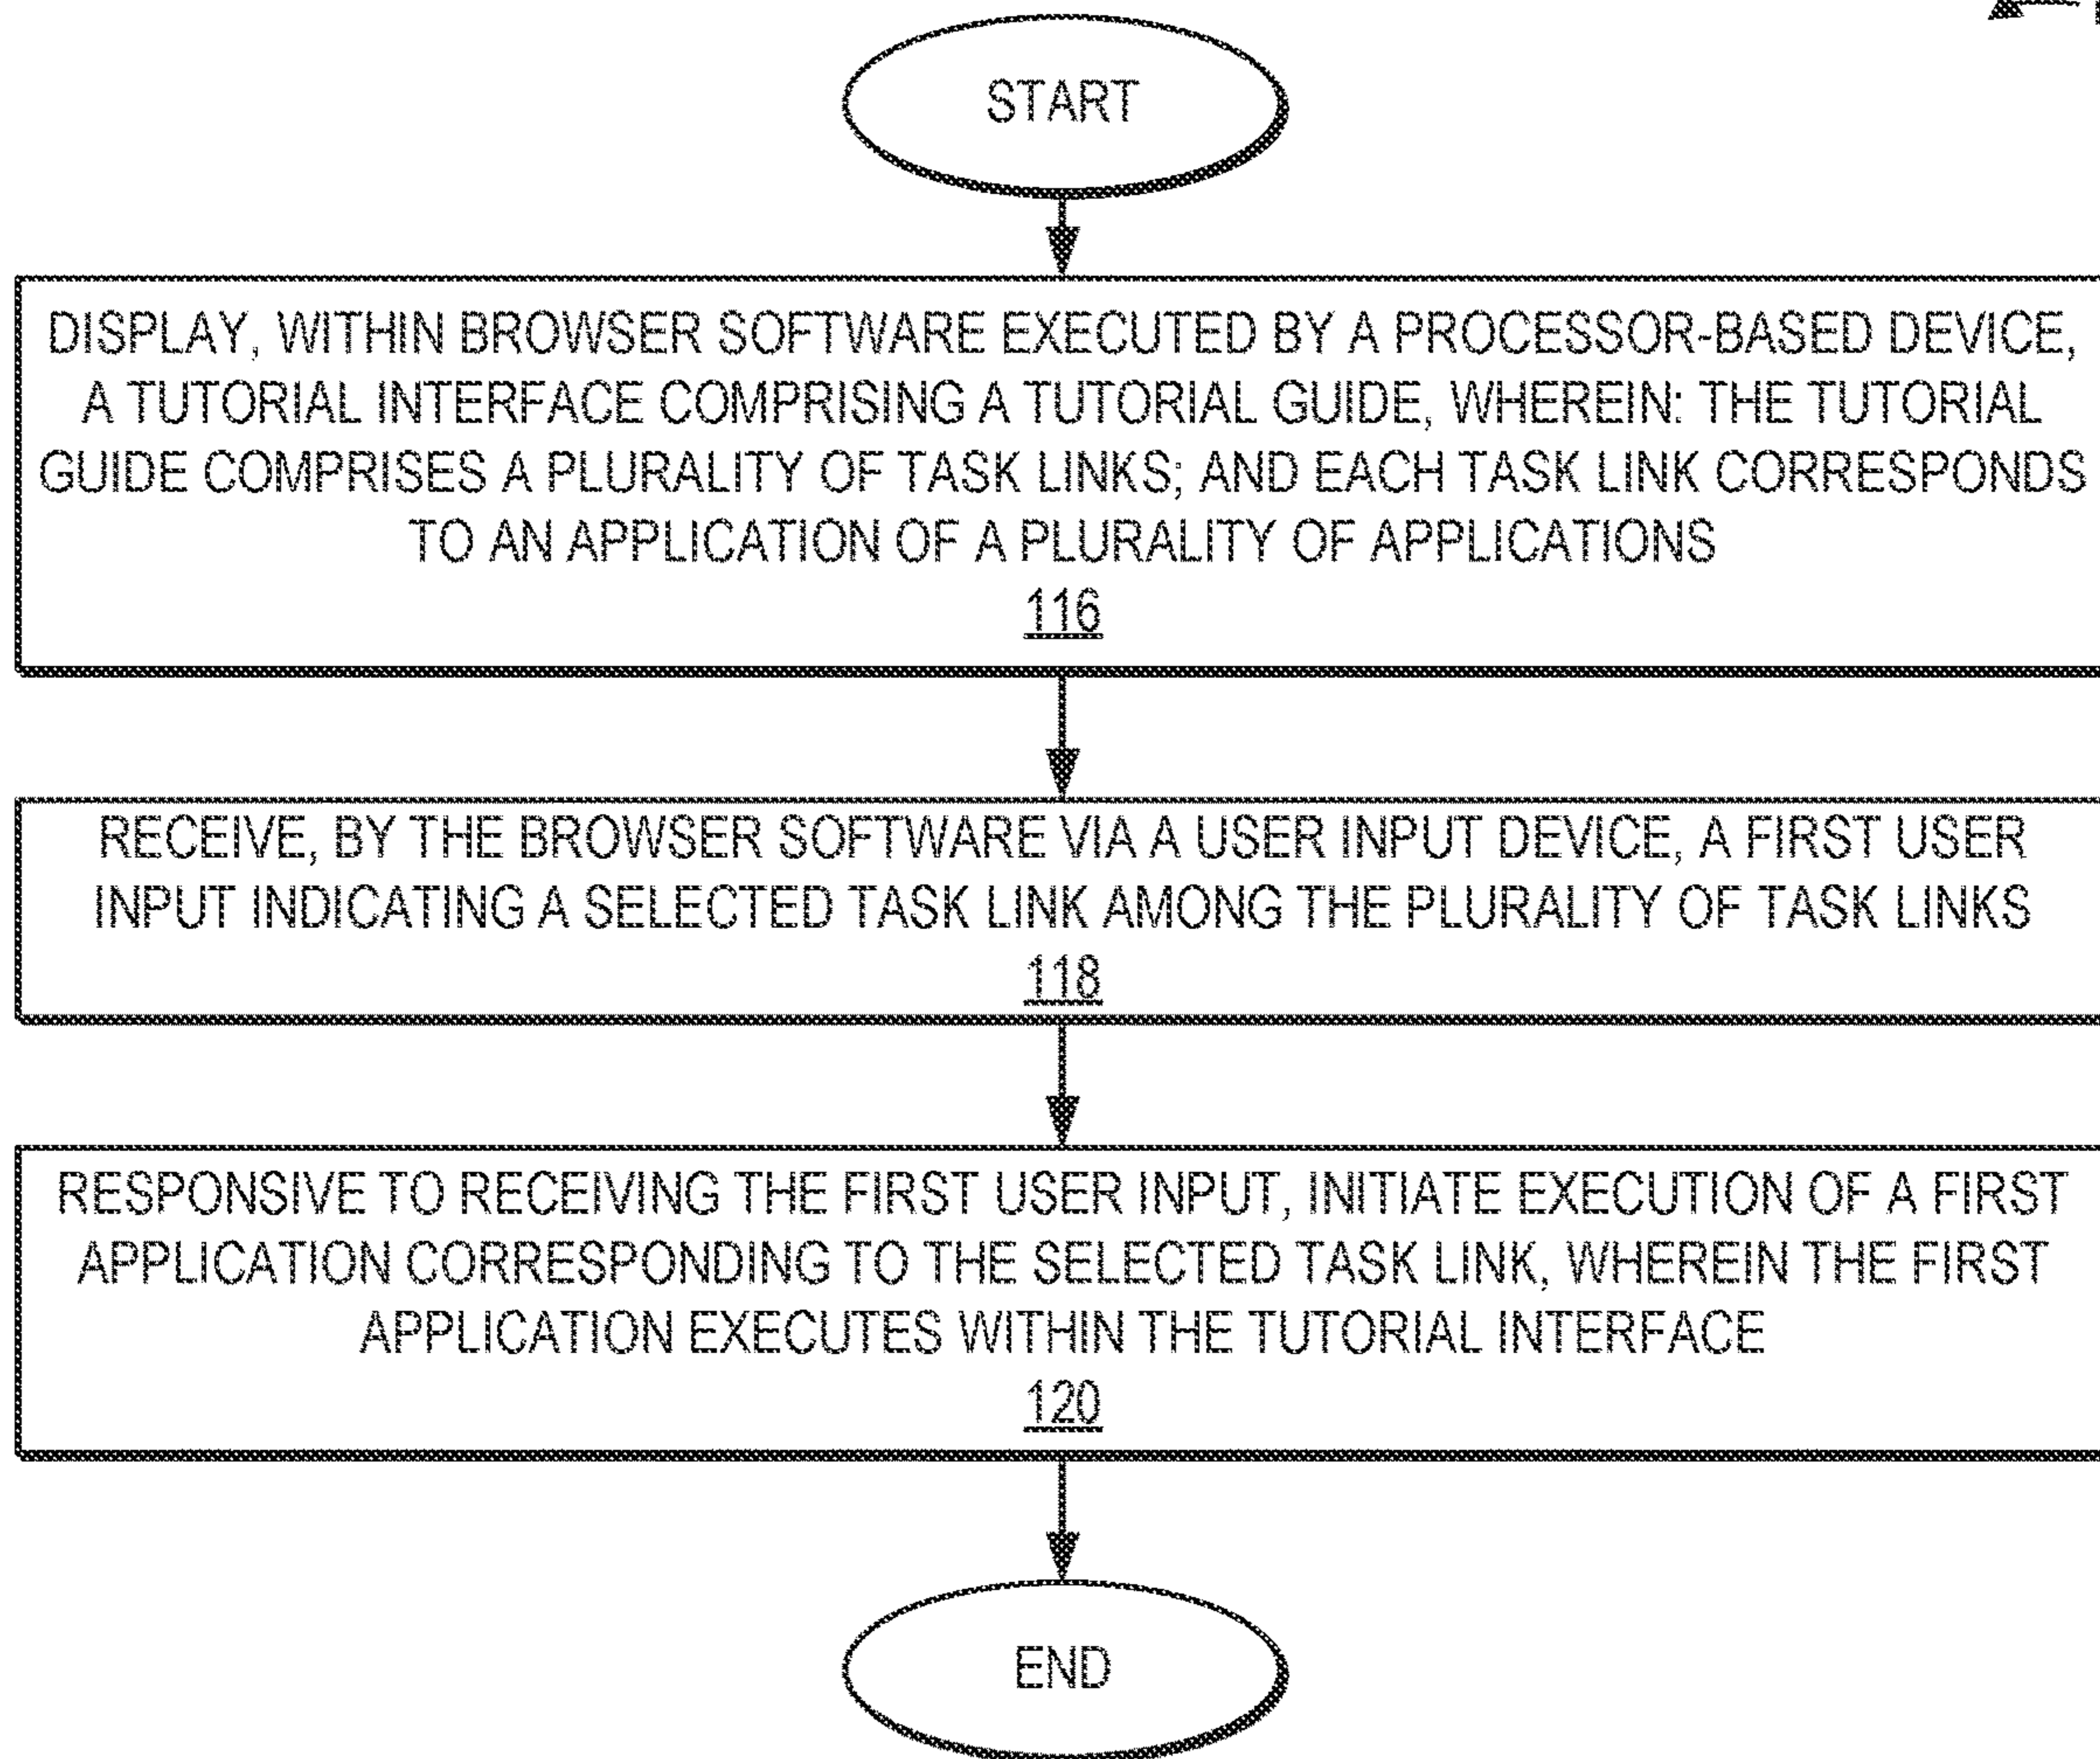 START
DISPLAY, WITHIN BROWSER SOFTWARE EXECUTED BY A PROCESSOR-BASED DEVICE,
A TUTORIAL INTERFACE COMPRISING A TUTORIAL GUIDE, WHEREIN: THE TUTORIAL
GUIDE COMPRISES A PLURALITY OF TASK LINKS; AND EACH TASK LINK CORRESPONDS
TO AN APPLICATION OF A PLURALITY OF APPLICATIONS
116
RECEIVE, BY THE BROWSER SOFTWARE VIA A USER INPUT DEVICE, A FIRST USER
INPUT INDICATING A SELECTED TASK LINK AMONG THE PLURALITY OF TASK LINKS
118
RESPONSIVE TO RECEIVING THE FIRST USER INPUT, INITIATE EXECUTION OF A FIRST
APPLICATION CORRESPONDING TO THE SELECTED TASK LINK, WHEREIN THE FIRST
APPLICATION EXECUTES WITHIN THE TUTORIAL INTERFACE
120
END